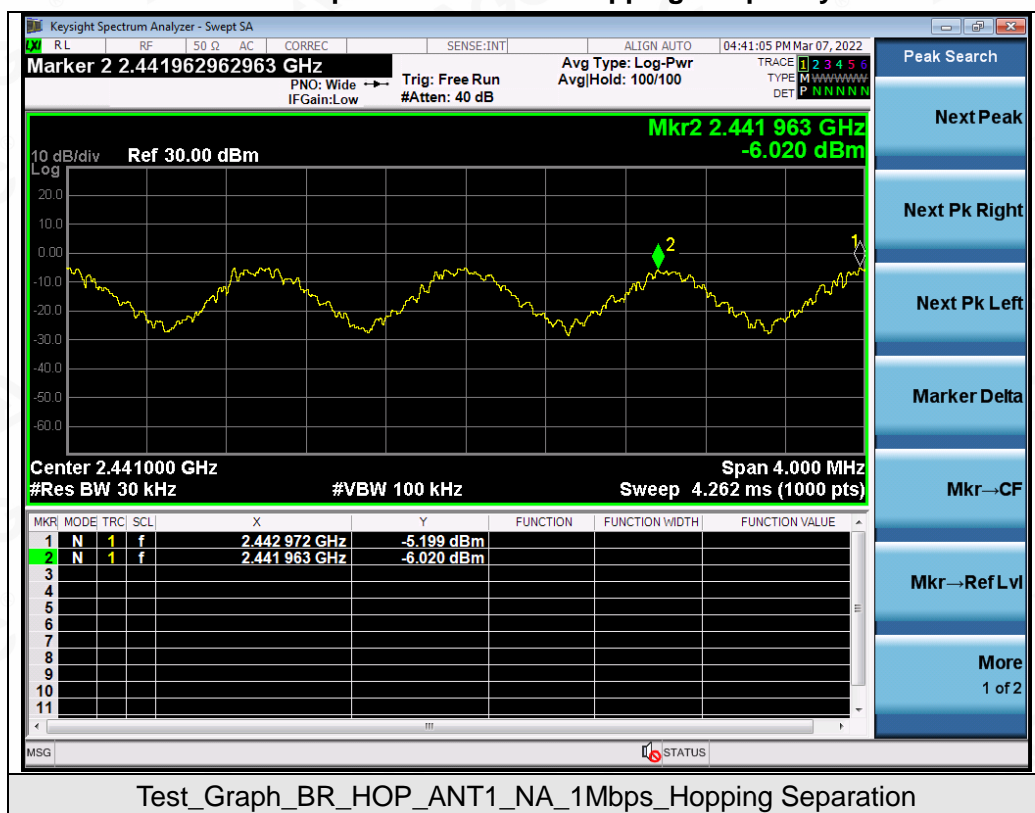 Keysight Spectrum Analyzer - Swept SA
LXI RL RF 50 Ω AC CORREC SENSE:INT ALIGN AUTO 04:41:05 PM Mar 07, 2022
Marker 2 2.441962962963 GHz
PNO: Wide
IFGain:Low
Trig: Free Run
#Atten: 40 dB
Avg Type: Log-Pwr
Avg|Hold: 100/100
TRACE 1 2 3 4 5 6
TYPE M WWWWW
DET P N N N N N
Mkr2 2.441 963 GHz
-6.020 dBm
10 dB/div Ref 30.00 dBm
Log
20.0
10.0
0.00
-10.0
-20.0
-30.0
-40.0
-50.0
-60.0
2
1
Center 2.441000 GHz Span 4.000 MHz
#Res BW 30 kHz #VBW 100 kHz Sweep 4.262 ms (1000 pts)
MKR MODE TRC SCL X Y FUNCTION FUNCTION WIDTH FUNCTION VALUE
1 N 1 f 2.442 972 GHz -5.199 dBm
2 N 1 f 2.441 963 GHz -6.020 dBm
3
4
5
6
7
8
9
10
11
MSG STATUS
Peak Search
Next Peak
Next Pk Right
Next Pk Left
Marker Delta
Mkr→CF
Mkr→Ref Lvl
More
1 of 2
Test_Graph_BR_HOP_ANT1_NA_1Mbps_Hopping Separation